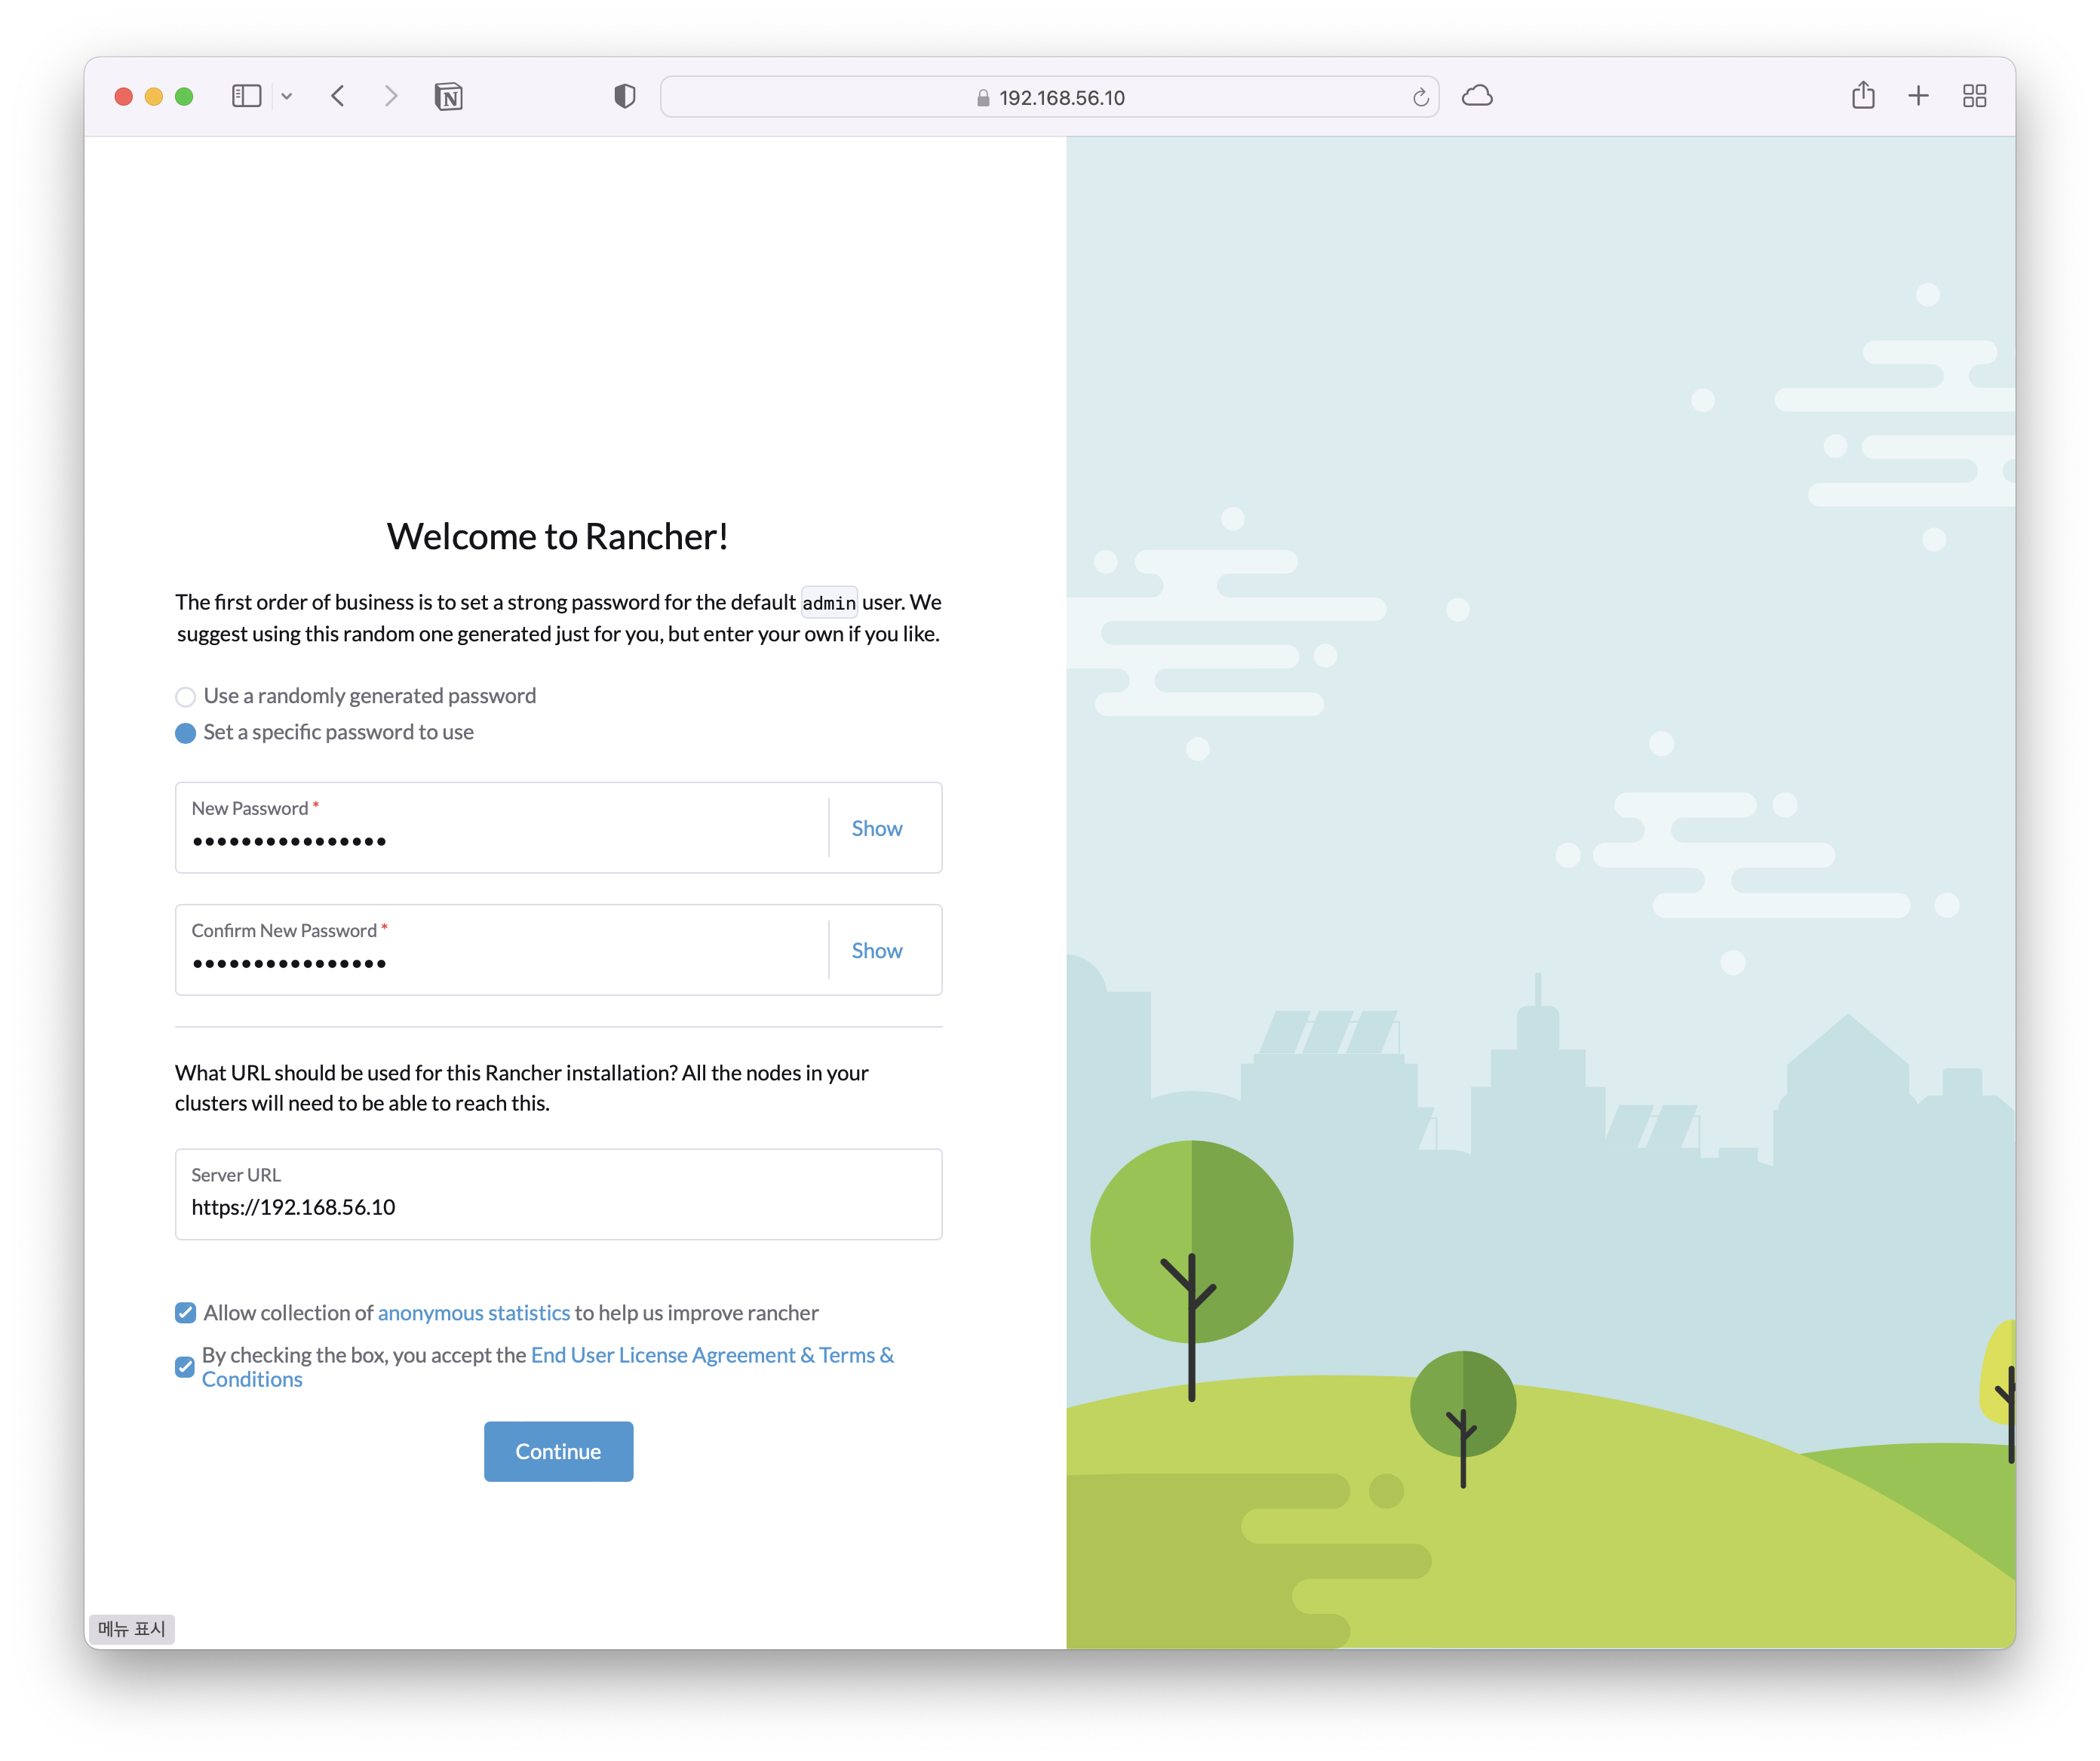 192.168.56.10
Welcome to Rancher!
The first order of business is to set a strong password for the default admin user. We
suggest using this random one generated just for you, but enter your own if you like.
Use a randomly generated password
Set a specific password to use
New Password *
••••••••••••••••
Show
Confirm New Password *
••••••••••••••••
Show
What URL should be used for this Rancher installation? All the nodes in your
clusters will need to be able to reach this.
Server URL
https://192.168.56.10
Allow collection of anonymous statistics to help us improve rancher
By checking the box, you accept the End User License Agreement & Terms &
Conditions
Continue
메뉴 표시